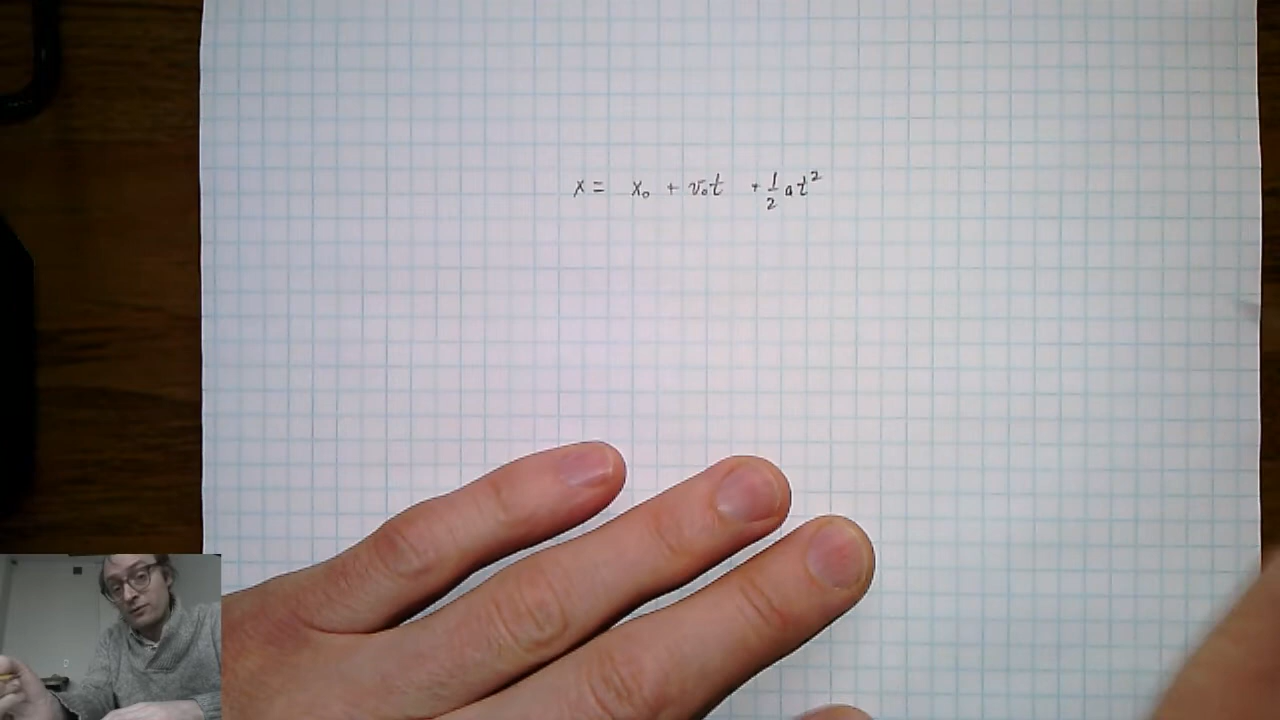 x = x₀ + v₀t + ½at²